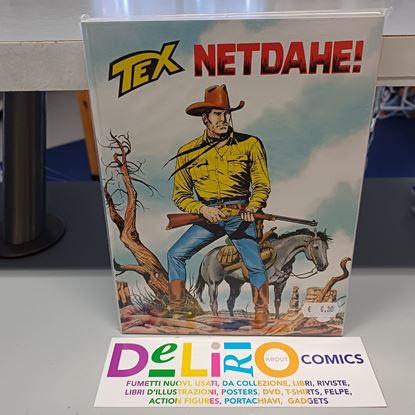 TEX NETDAHE!
€ 6,30
DeLiRiO ABOUT COMICS
FUMETTI NUOVI, USATI, DA COLLEZIONE, LIBRI, RIVISTE,
LIBRI D'ILLUSTRAZIONI, POSTERS, DVD, T-SHIRTS, FELPE,
ACTION FIGURES, PORTACHIAVI, GADGETS